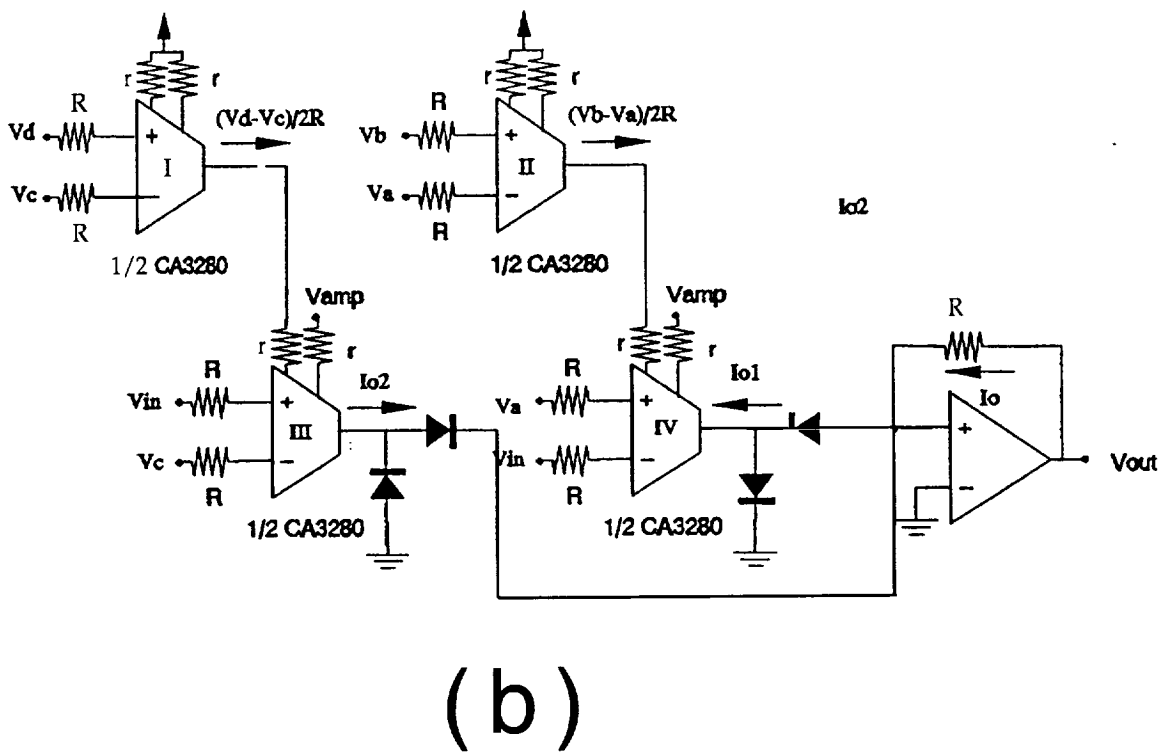 r r
r r
R
Vd
+
(Vd-Vc)/2R
I
Vc
−
R
1/2 CA3280
R
Vb
+
(Vb-Va)/2R
II
Va
−
R
1/2 CA3280
Io2
Vamp
r r
R
Vin
+
Io2
III
Vc
−
R
1/2 CA3280
Vamp
r r
R
Va
+
Io1
IV
Vin
−
R
1/2 CA3280
R
Io
+
−
Vout
(b)